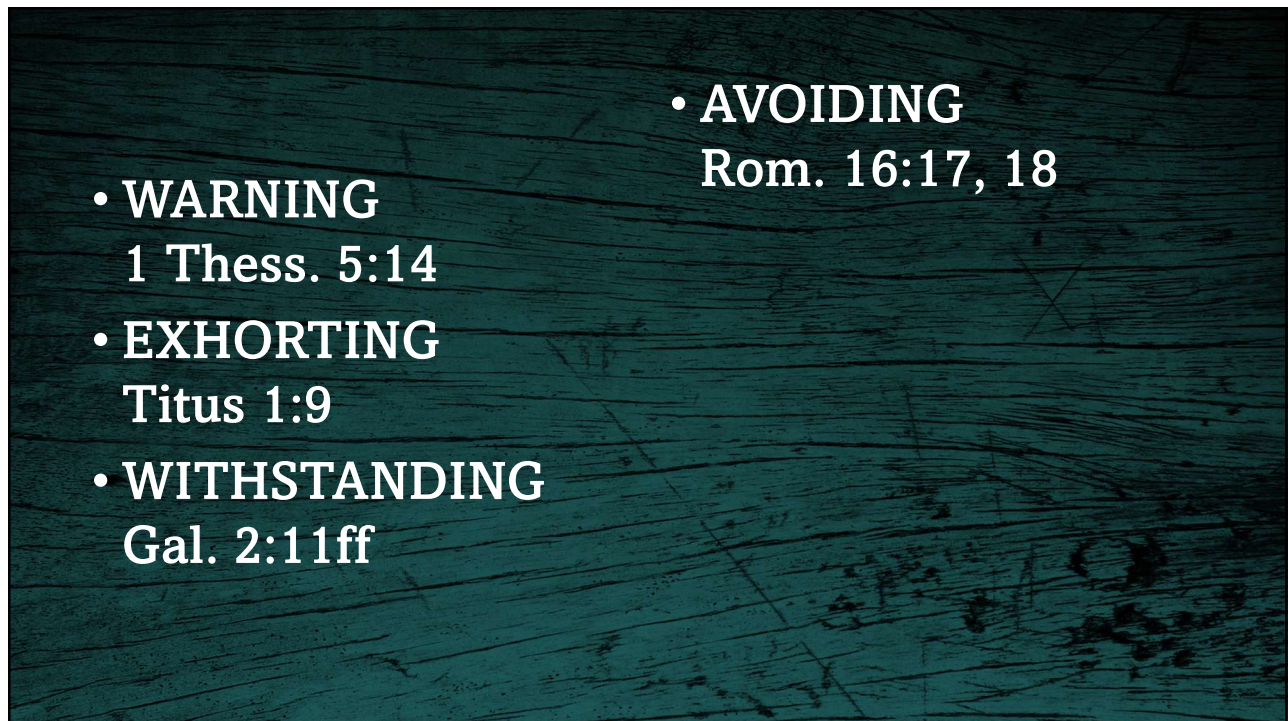 • WARNING
1 Thess. 5:14
• EXHORTING
Titus 1:9
• WITHSTANDING
Gal. 2:11ff
• AVOIDING
Rom. 16:17, 18